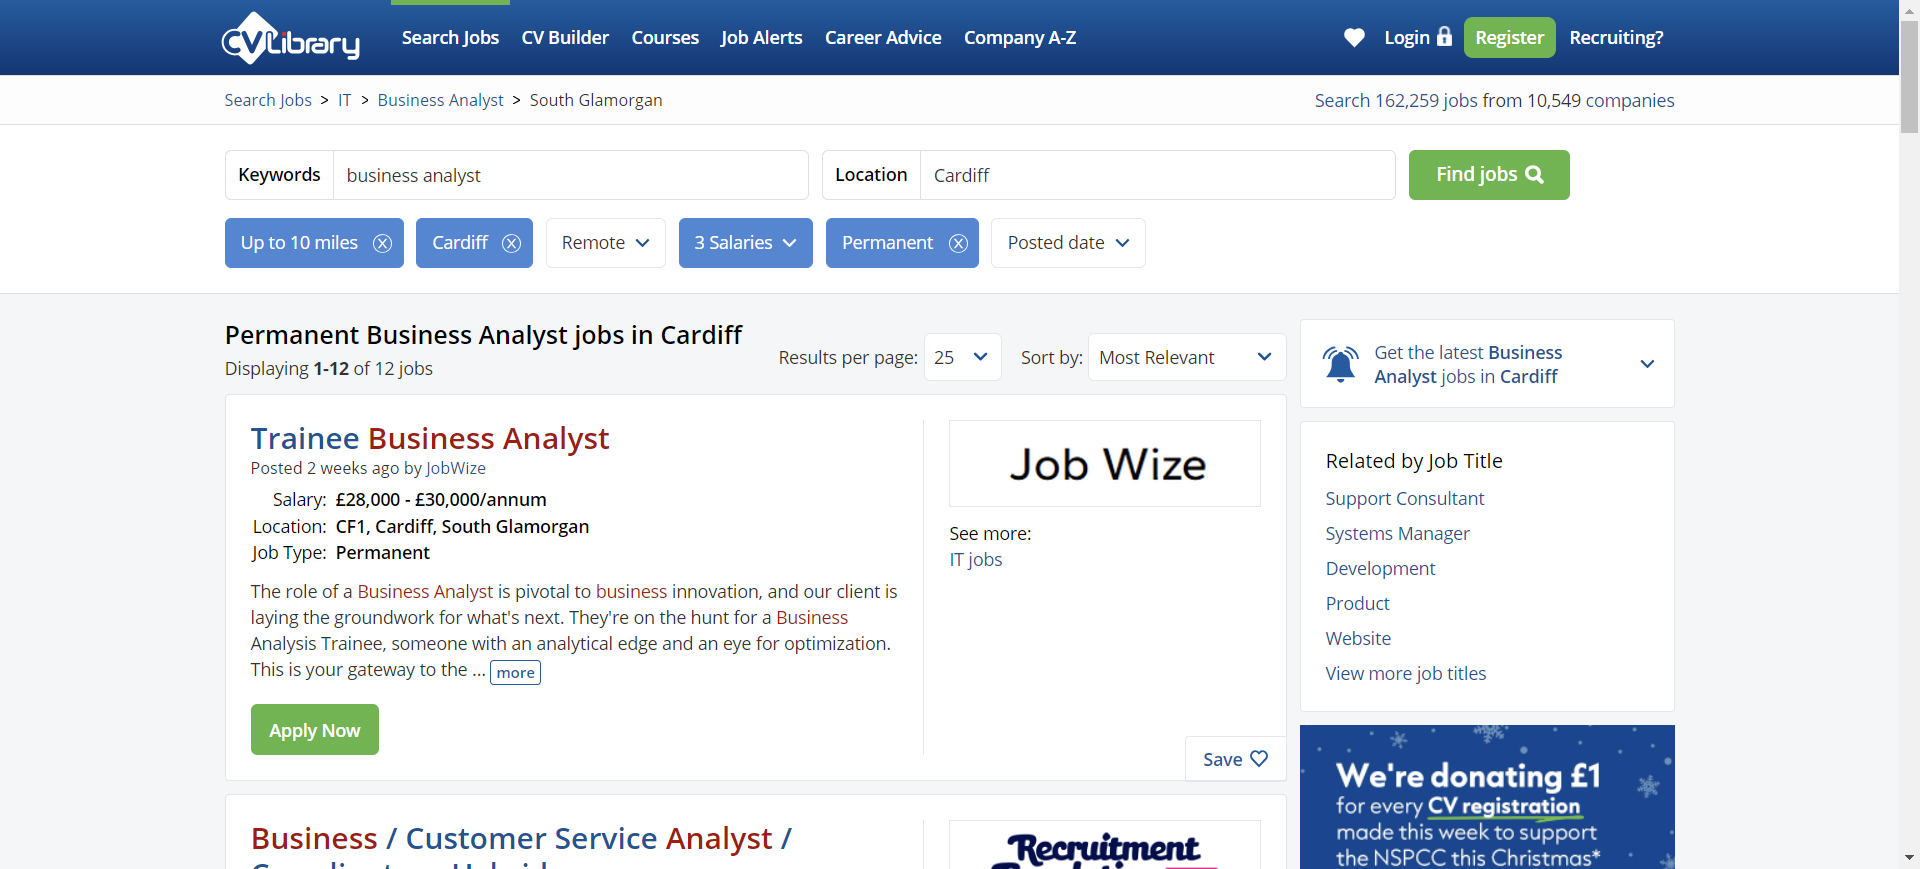 CVLibrary
Search Jobs CV Builder Courses Job Alerts Career Advice Company A-Z
Login Register Recruiting?
Search Jobs > IT > Business Analyst > South Glamorgan
Search 162,259 jobs from 10,549 companies
Keywords business analyst
Location Cardiff
Find jobs
Up to 10 miles Cardiff Remote 3 Salaries Permanent Posted date
Permanent Business Analyst jobs in Cardiff
Displaying 1-12 of 12 jobs
Results per page: 25 Sort by: Most Relevant
Trainee Business Analyst
Posted 2 weeks ago by JobWize
Salary: £28,000 - £30,000/annum
Location: CF1, Cardiff, South Glamorgan
Job Type: Permanent
The role of a Business Analyst is pivotal to business innovation, and our client is
laying the groundwork for what's next. They're on the hunt for a Business
Analysis Trainee, someone with an analytical edge and an eye for optimization.
This is your gateway to the ... more
Apply Now
Job Wize
See more:
IT jobs
Save
Business / Customer Service Analyst /
Recruitment
Get the latest Business
Analyst jobs in Cardiff
Related by Job Title
Support Consultant
Systems Manager
Development
Product
Website
View more job titles
We're donating £1
for every CV registration
made this week to support
the NSPCC this Christmas*